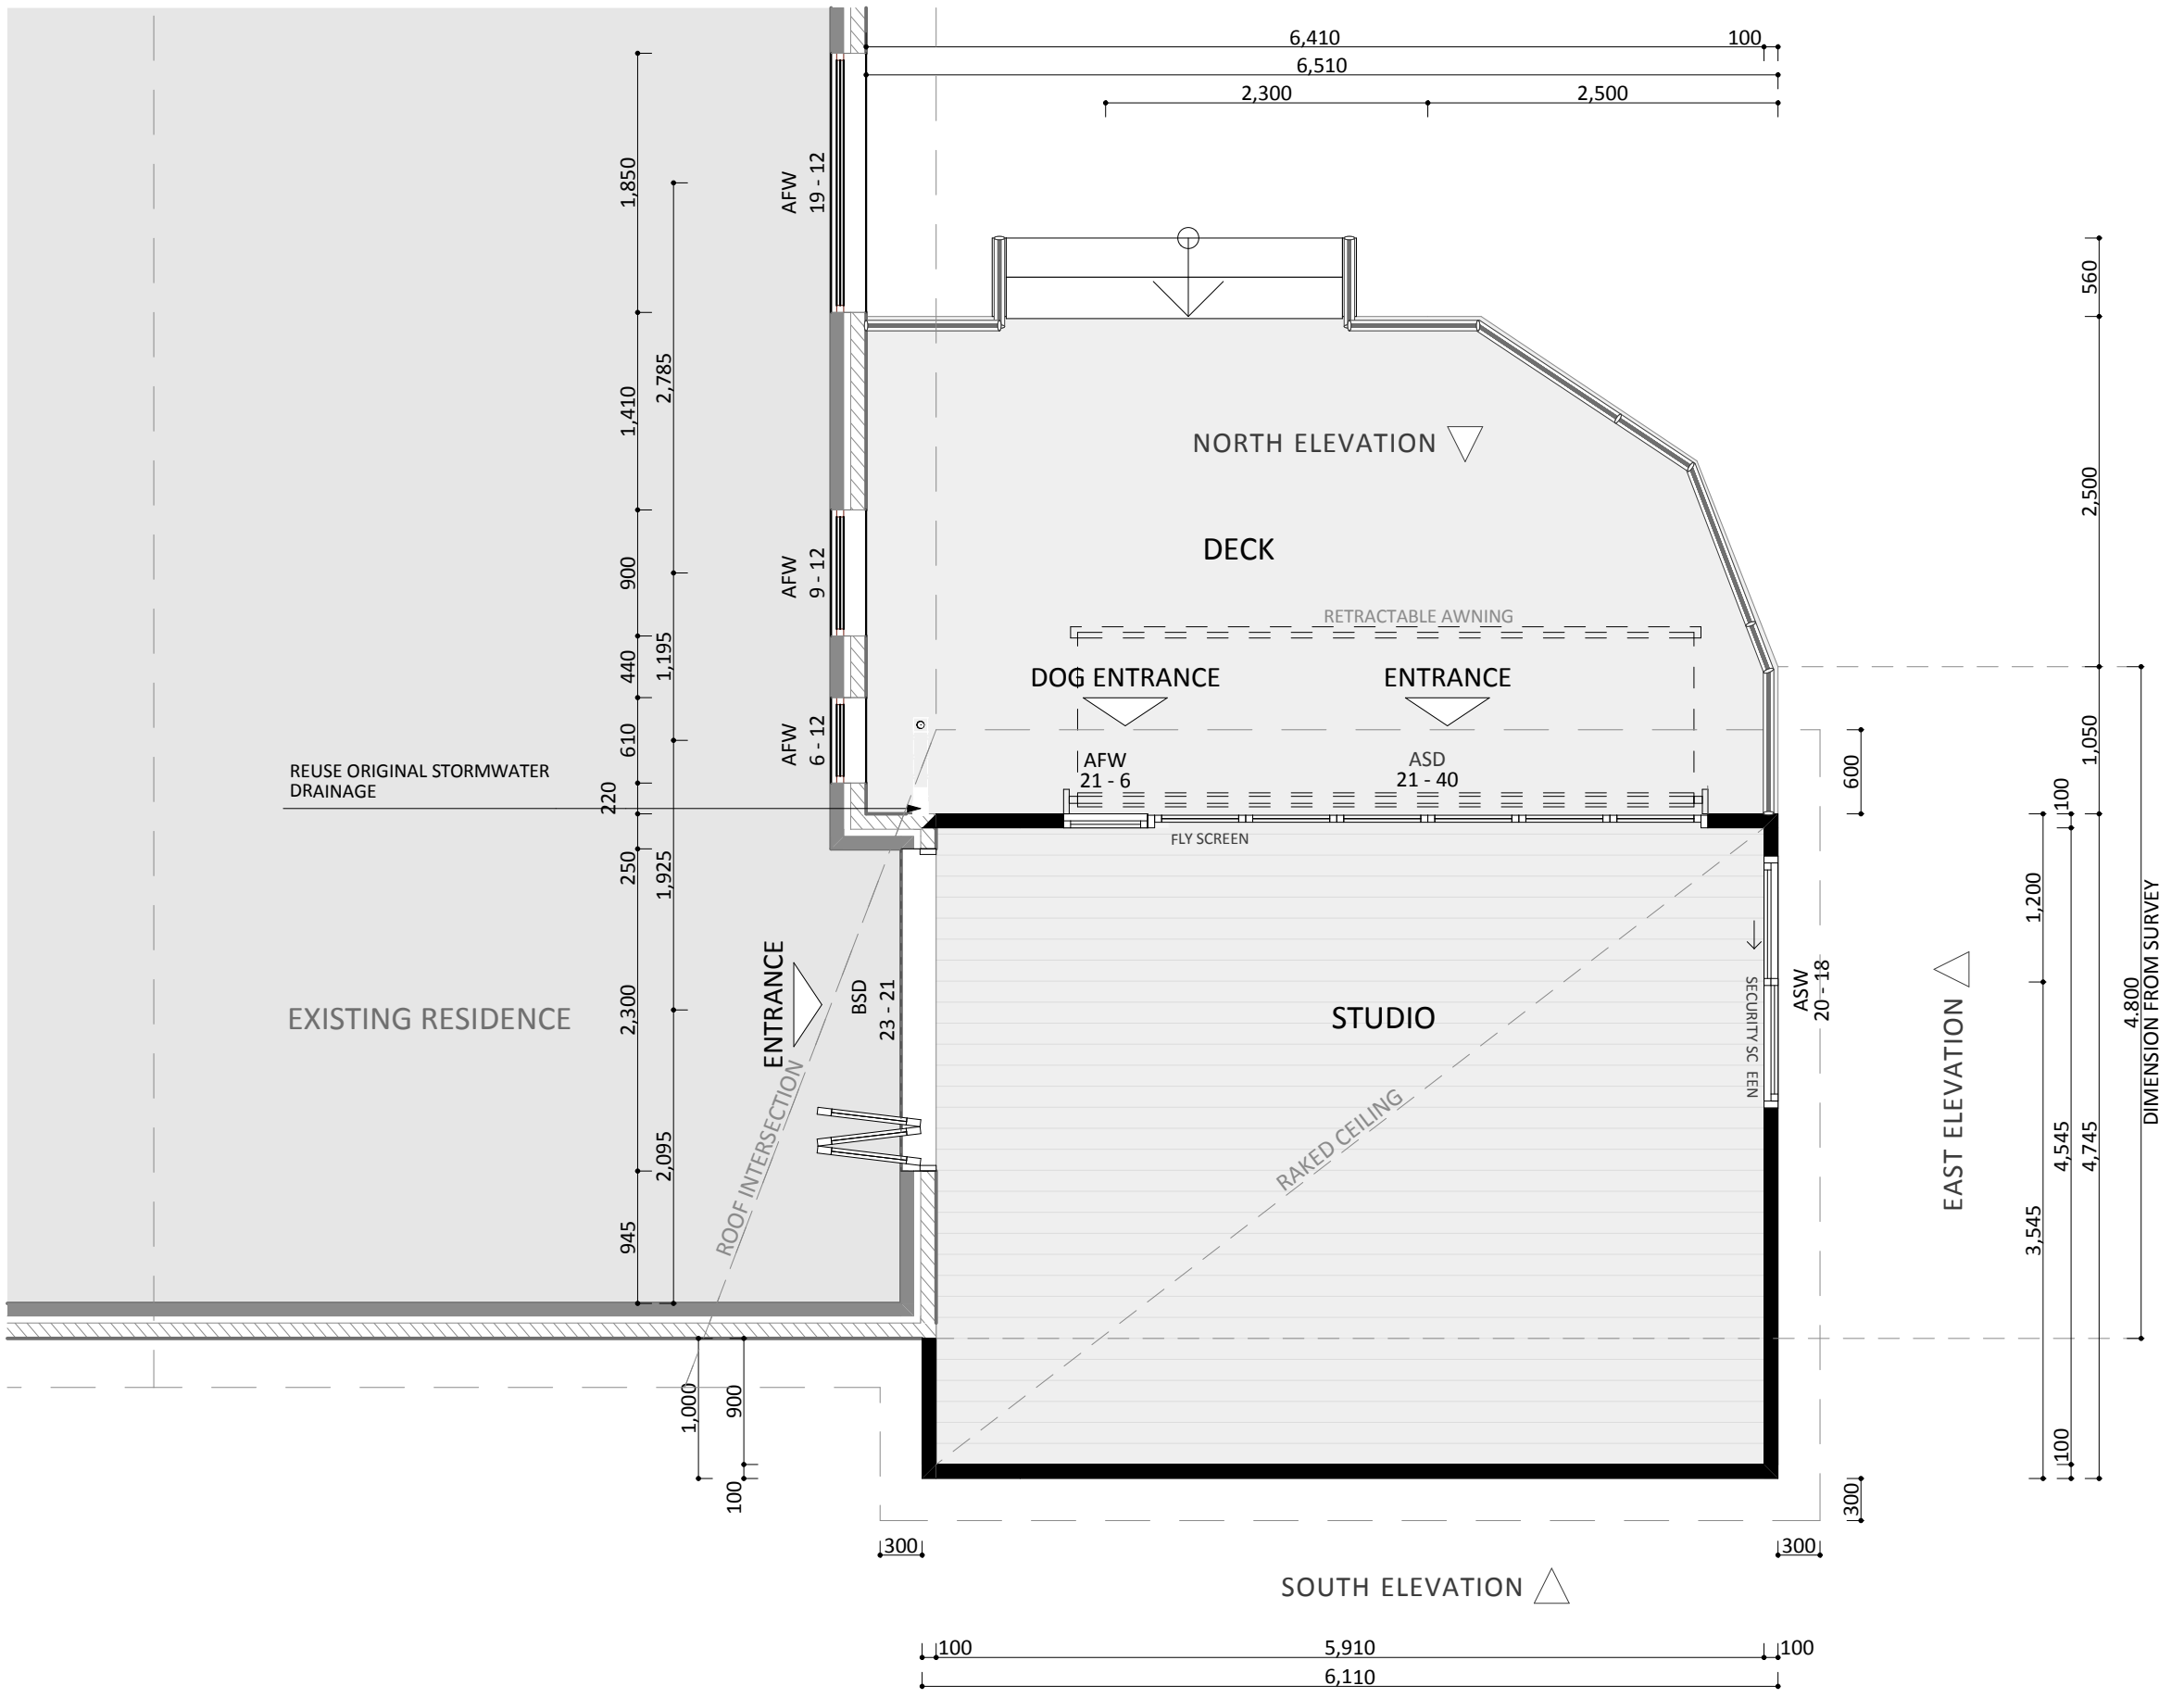 6,410
100
6,510
2,300
2,500
1,850
AFW
19 - 12
560
2,785
1,410
NORTH ELEVATION
2,500
DECK
900
AFW
9 - 12
RETRACTABLE AWNING
440
1,195
DOG ENTRANCE
ENTRANCE
610
AFW
6 - 12
1,050
REUSE ORIGINAL STORMWATER
DRAINAGE
AFW
21 - 6
ASD
21 - 40
600
220
100
FLY SCREEN
250
1,925
1,200
ENTRANCE
BSD
23 - 21
EXISTING RESIDENCE
2,300
STUDIO
SECURITY SC EEN
ASW
20 - 18
EAST ELEVATION
4.800
DIMENSION FROM SURVEY
ROOF INTERSECTION
RAKED CEILING
2,095
945
3,545
4,545
4,745
1,000
900
100
100
300
300
300
SOUTH ELEVATION
100
5,910
100
6,110